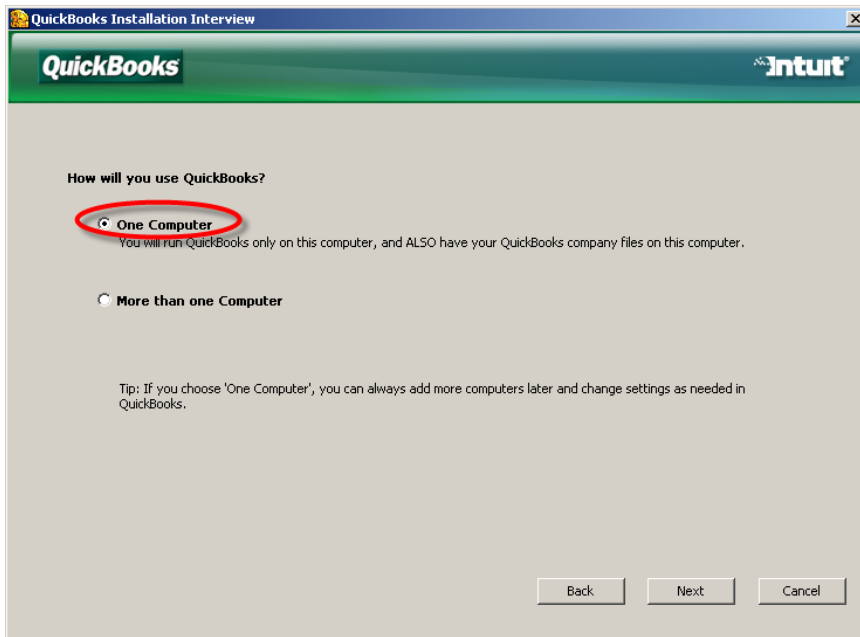 QuickBooks Installation Interview
QuickBooks
Intuit
How will you use QuickBooks?
One Computer
You will run QuickBooks only on this computer, and ALSO have your QuickBooks company files on this computer.
More than one Computer
Tip: If you choose 'One Computer', you can always add more computers later and change settings as needed in
QuickBooks.
Back Next Cancel